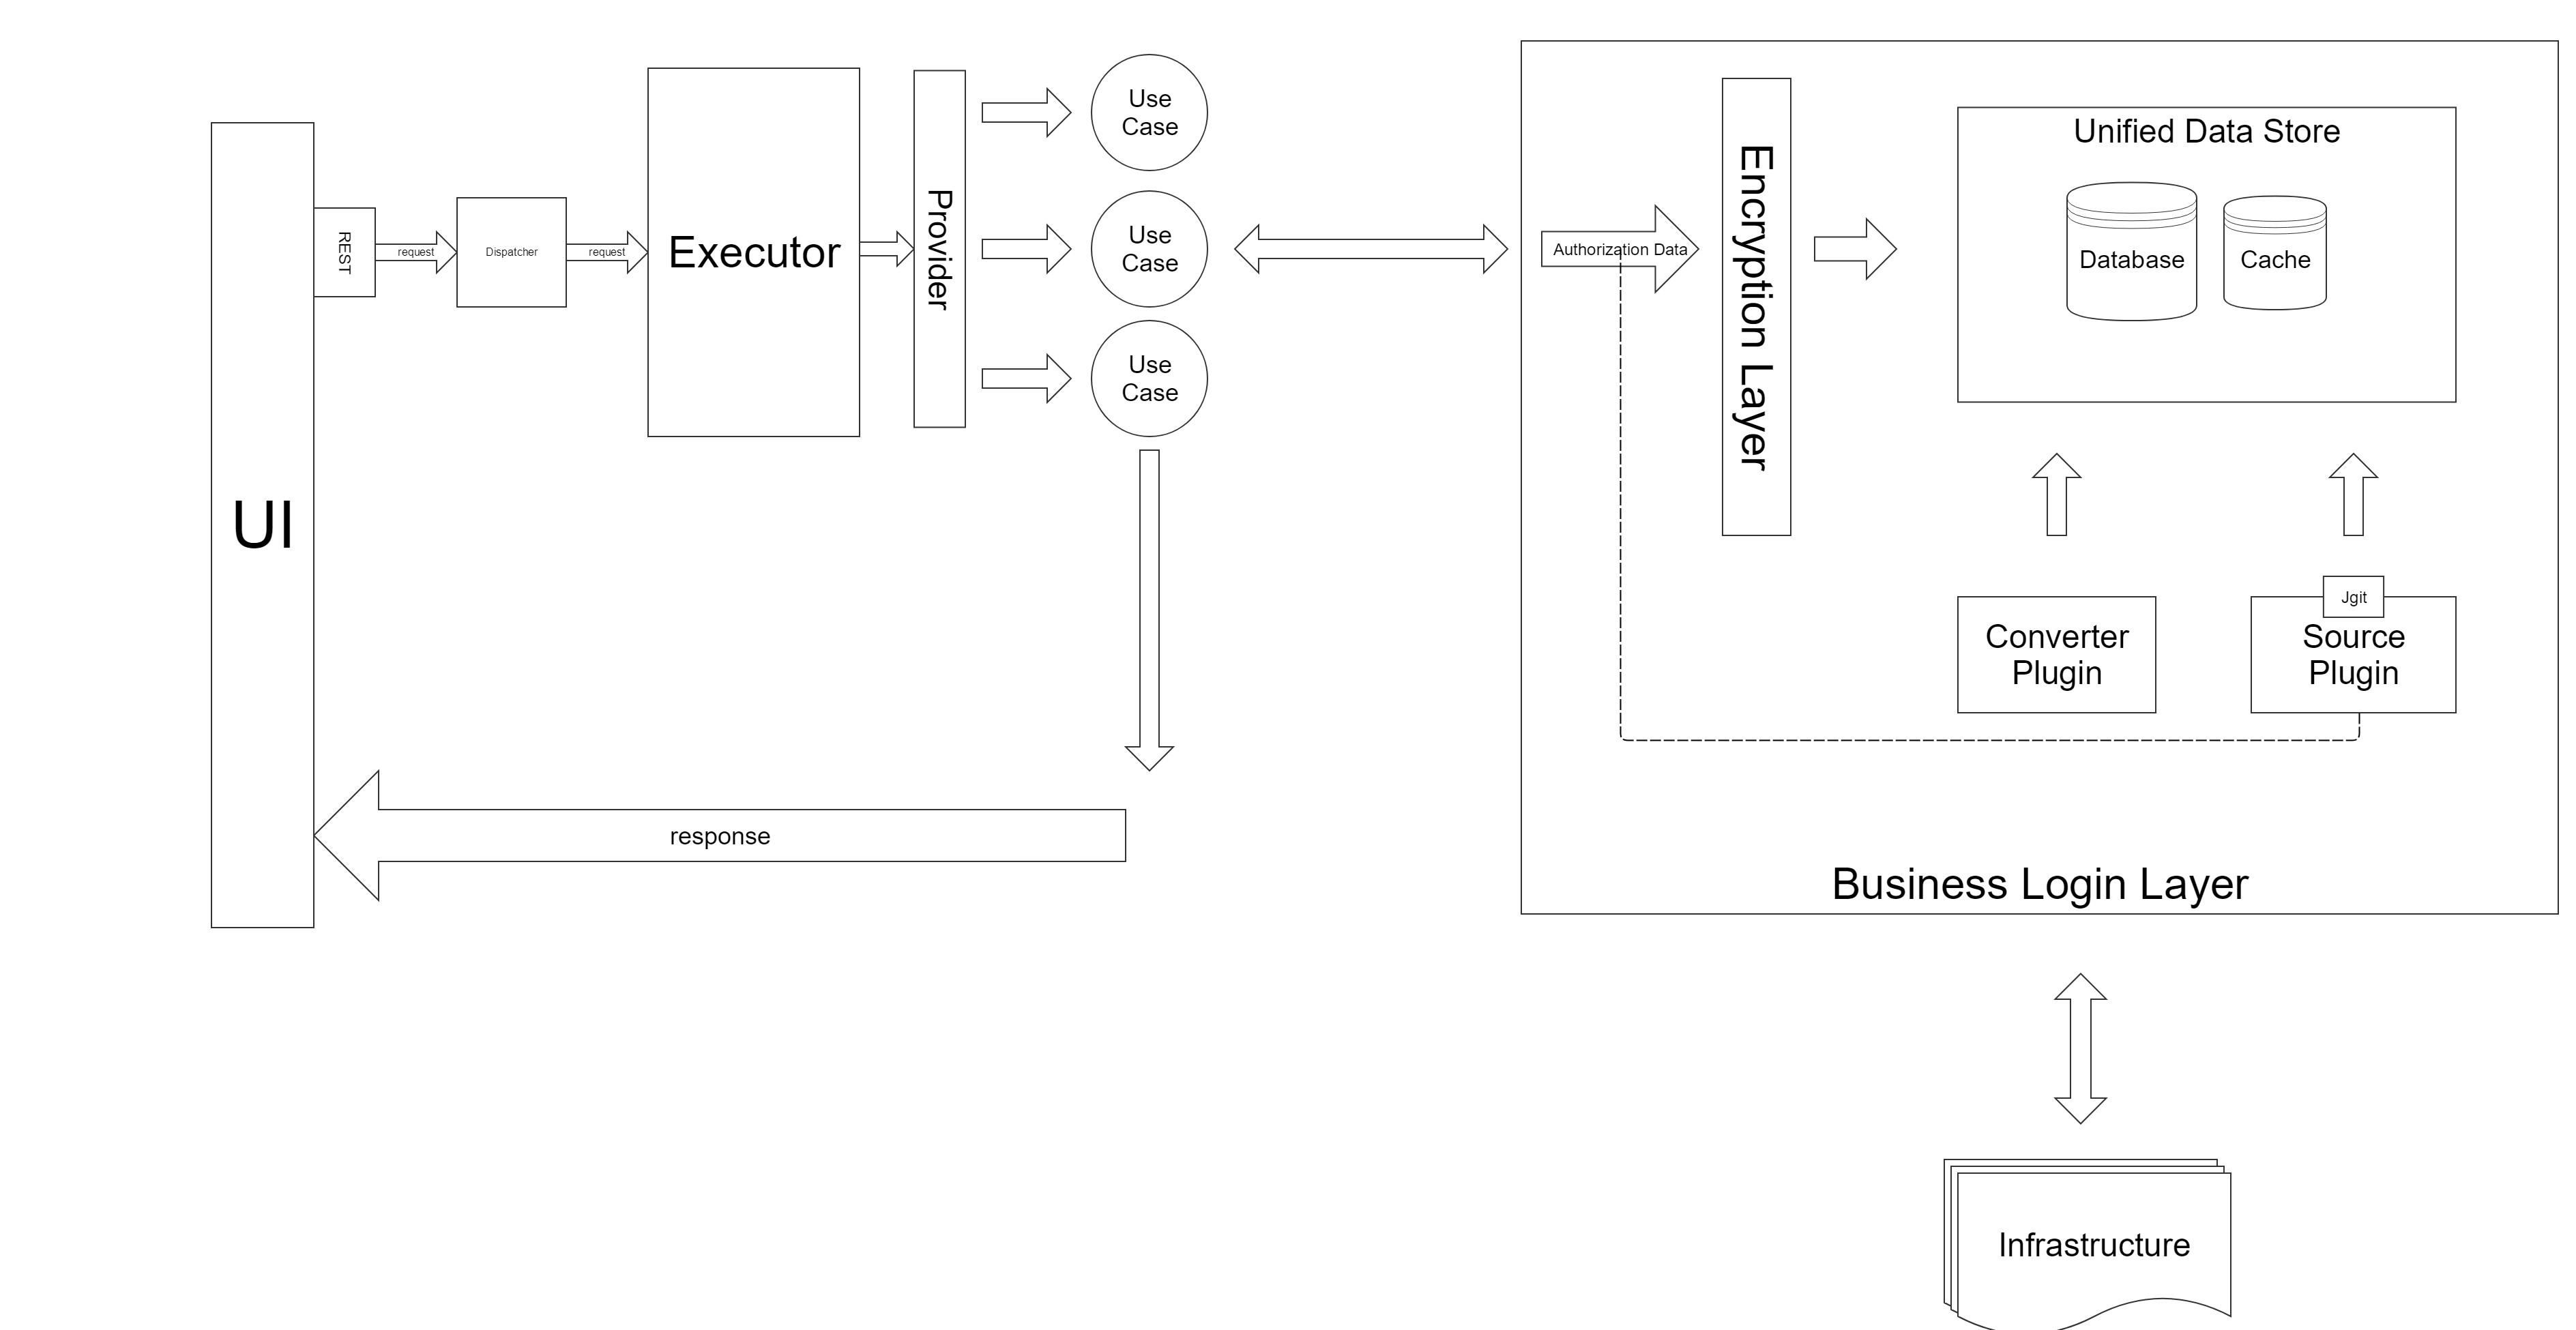 UI
REST
request
Dispatcher
request
Executor
Provider
Use
Case
Use
Case
Use
Case
response
Authorization Data
Encryption Layer
Unified Data Store
Database
Cache
Converter
Plugin
Jgit
Source
Plugin
Business Login Layer
Infrastructure